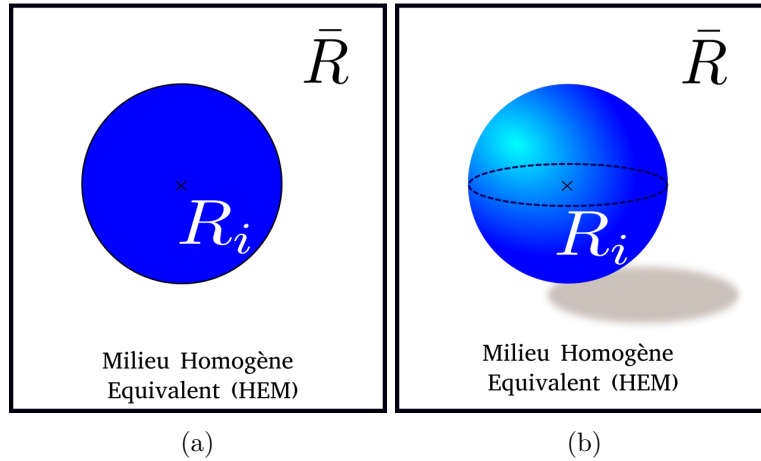 R̄
R_i
Milieu Homogène
Equivalent (HEM)
(a)
R̄
R_i
Milieu Homogène
Equivalent (HEM)
(b)